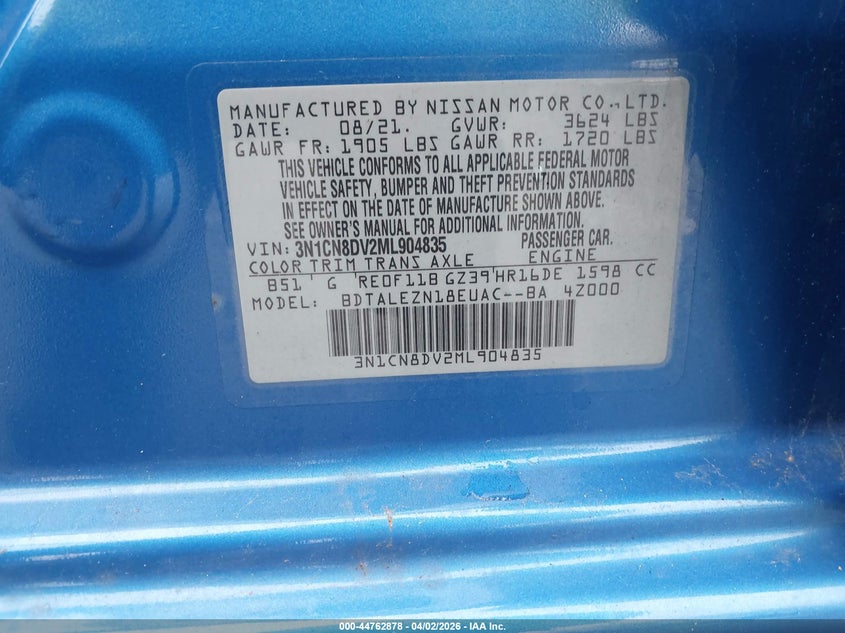 MANUFACTURED BY NISSAN MOTOR CO., LTD.
DATE: 08/21. GVWR: 3624 LBS
GAWR FR: 1905 LBS GAWR RR: 1720 LBS
THIS VEHICLE CONFORMS TO ALL APPLICABLE FEDERAL MOTOR
VEHICLE SAFETY, BUMPER AND THEFT PREVENTION STANDARDS
IN EFFECT ON THE DATE OF MANUFACTURE SHOWN ABOVE.
SEE OWNER'S MANUAL FOR ADDITIONAL INFORMATION.
VIN: 3N1CN8DV2ML904835 PASSENGER CAR.
COLOR TRIM TRANS AXLE ENGINE
B51 G RE0F11B GZ39 HR16DE 1598 CC
MODEL: BDTALEZN18EUAC--BA 4Z000
3N1CN8DV2ML904835
000-44762878 - 04/02/2026 - IAA Inc.